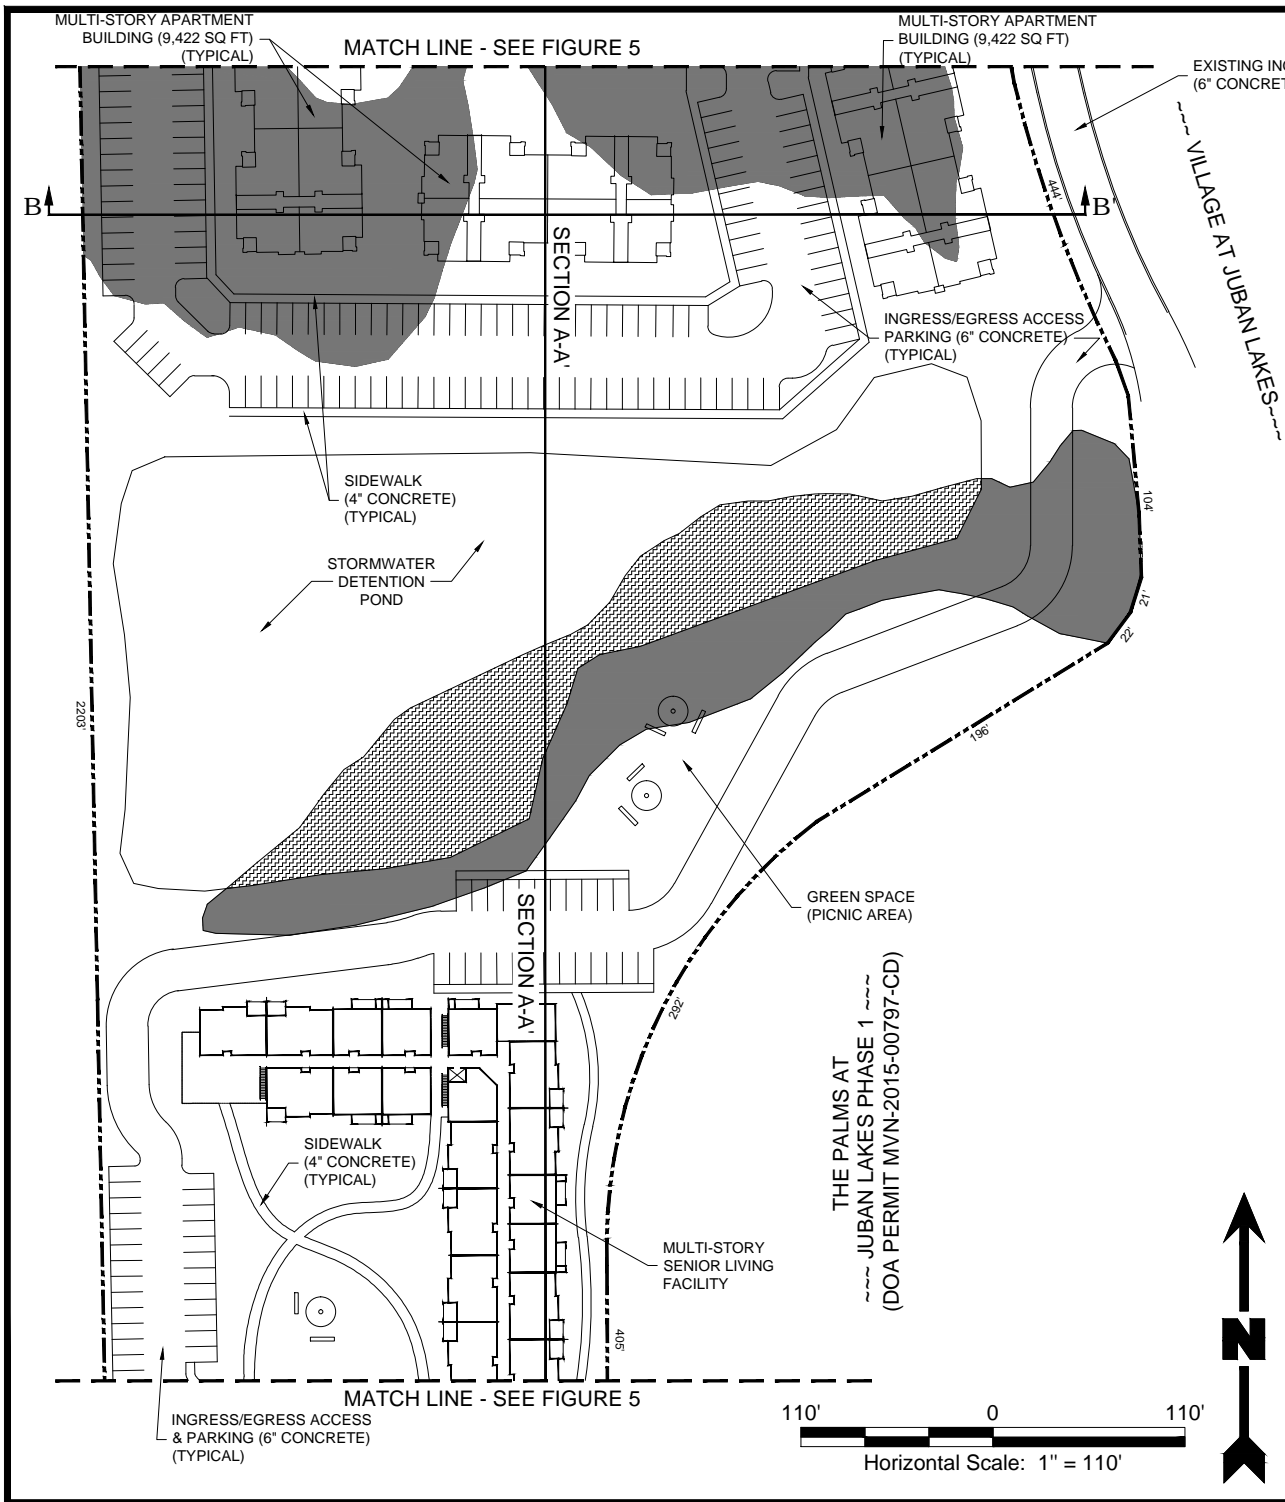 MULTI-STORY APARTMENT
BUILDING (9,422 SQ FT)
(TYPICAL)
MATCH LINE - SEE FIGURE 5
MULTI-STORY APARTMENT
BUILDING (9,422 SQ FT)
(TYPICAL)
EXISTING
(6" CONCRETE
~~~ VILLAGE AT JUBAN LAKES~~~
B
B'
444'
SECTION A-A'
INGRESS/EGRESS ACCESS
PARKING (6" CONCRETE)
(TYPICAL)
SIDEWALK
(4" CONCRETE)
(TYPICAL)
104'
STORMWATER
DETENTION
POND
21'
22'
2203'
196'
GREEN SPACE
(PICNIC AREA)
SECTION A-A'
292'
THE PALMS AT
~~~ JUBAN LAKES PHASE 1 ~~~
(DOA PERMIT MVN-2015-00797-CD)
SIDEWALK
(4" CONCRETE)
(TYPICAL)
MULTI-STORY
SENIOR LIVING
FACILITY
405'
MATCH LINE - SEE FIGURE 5
INGRESS/EGRESS ACCESS
& PARKING (6" CONCRETE)
(TYPICAL)
110' 0 110'
Horizontal Scale: 1" = 110'
N